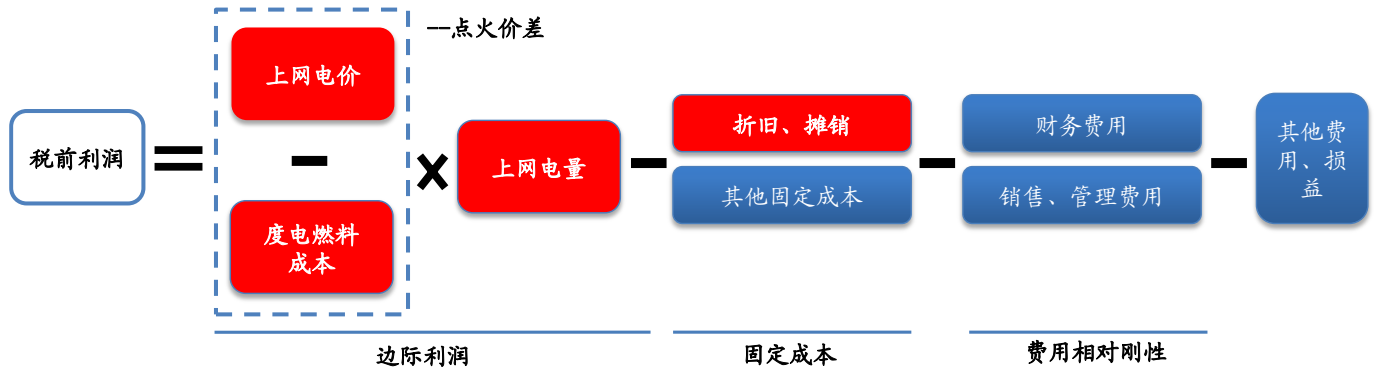 --点火价差
上网电价
税前利润
=
-
度电燃料
成本
×
上网电量
-
折旧、摊销
其他固定成本
-
财务费用
销售、管理费用
-
其他费
用、损
益
边际利润
固定成本
费用相对刚性